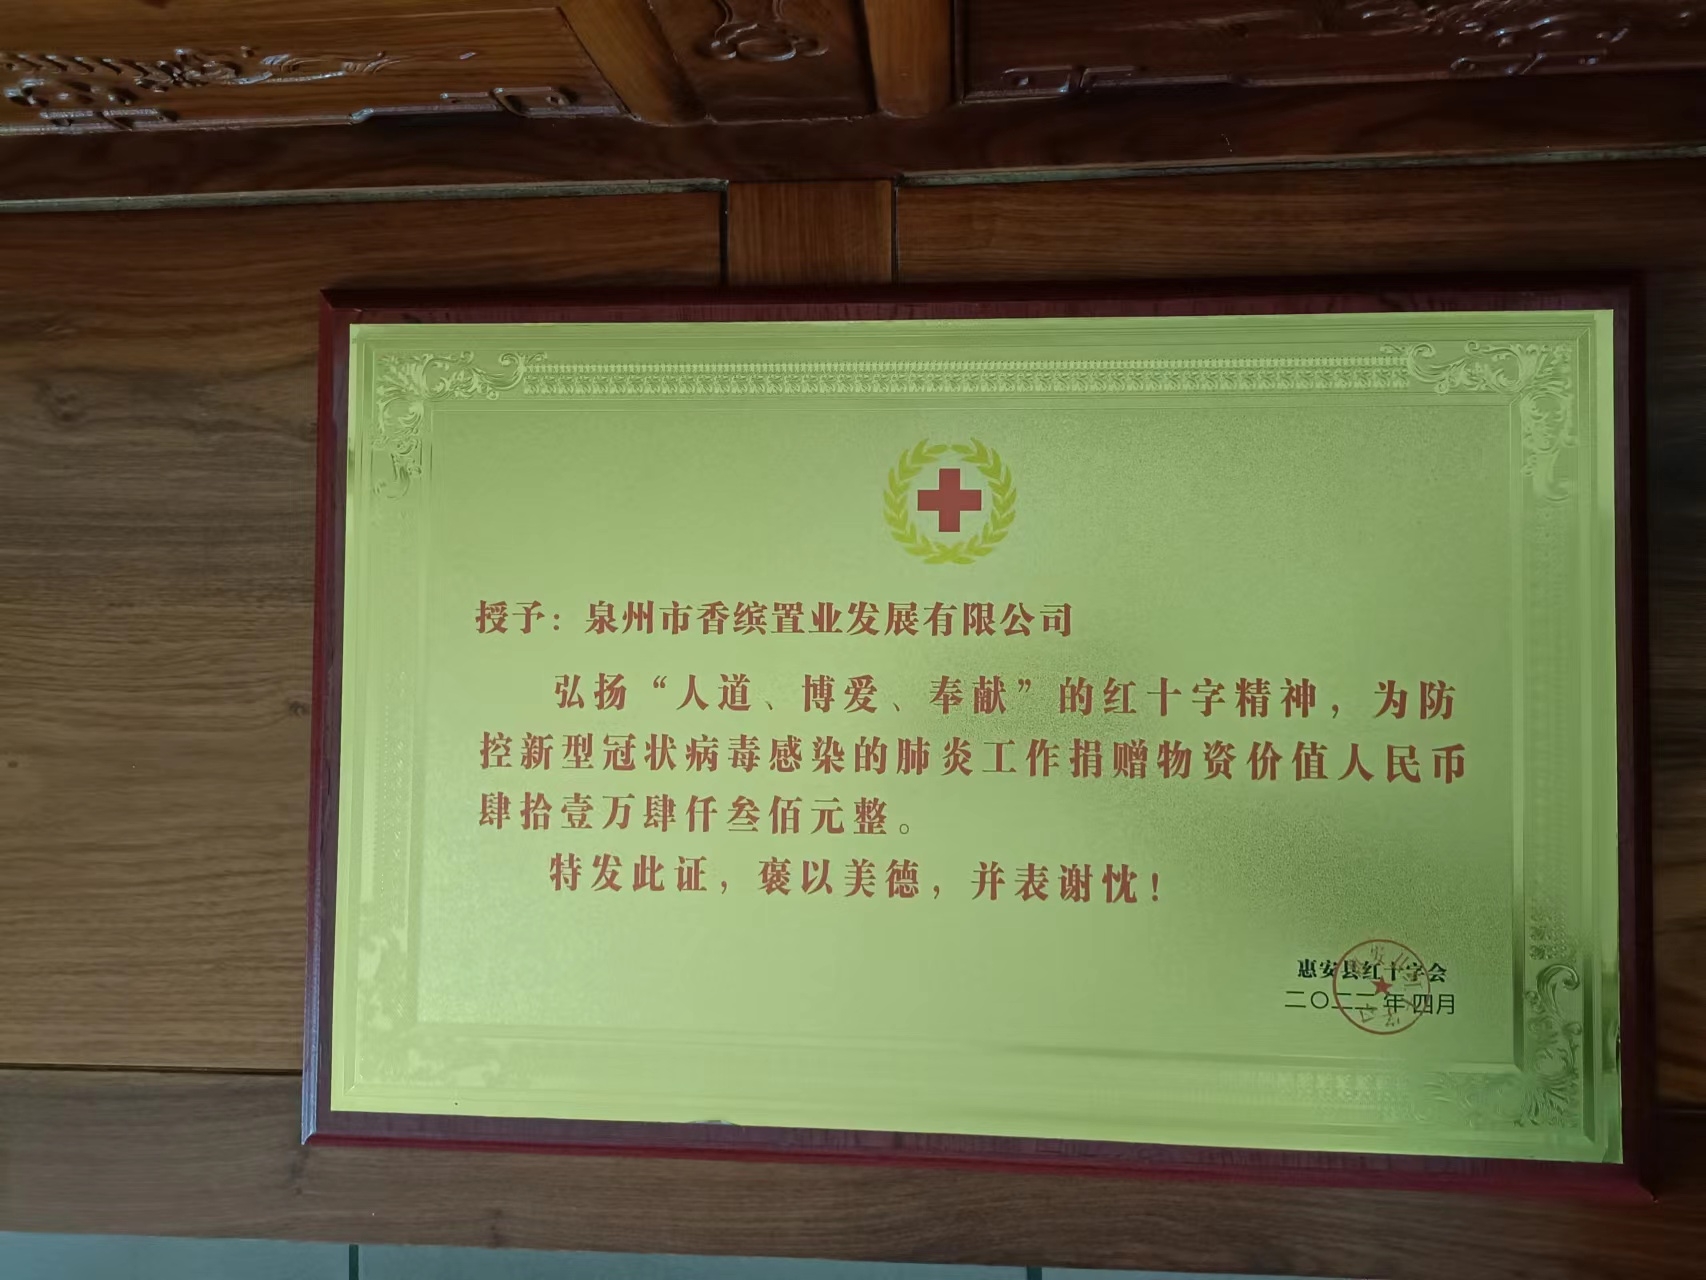 授予：泉州市香缤置业发展有限公司
弘扬“人道、博爱、奉献”的红十字精神，为防
控新型冠状病毒感染的肺炎工作捐赠物资价值人民币
肆拾壹万肆仟叁佰元整。
特发此证，褒以美德，并表谢忱！
惠安县红十字会
二〇二二年四月